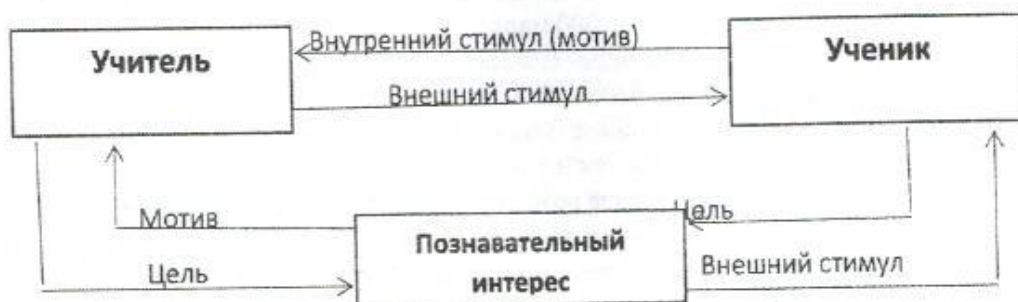 Учитель
Внутренний стимул (мотив)
Ученик
Внешний стимул
Мотив
Цель
Познавательный
интерес
Цель
Внешний стимул